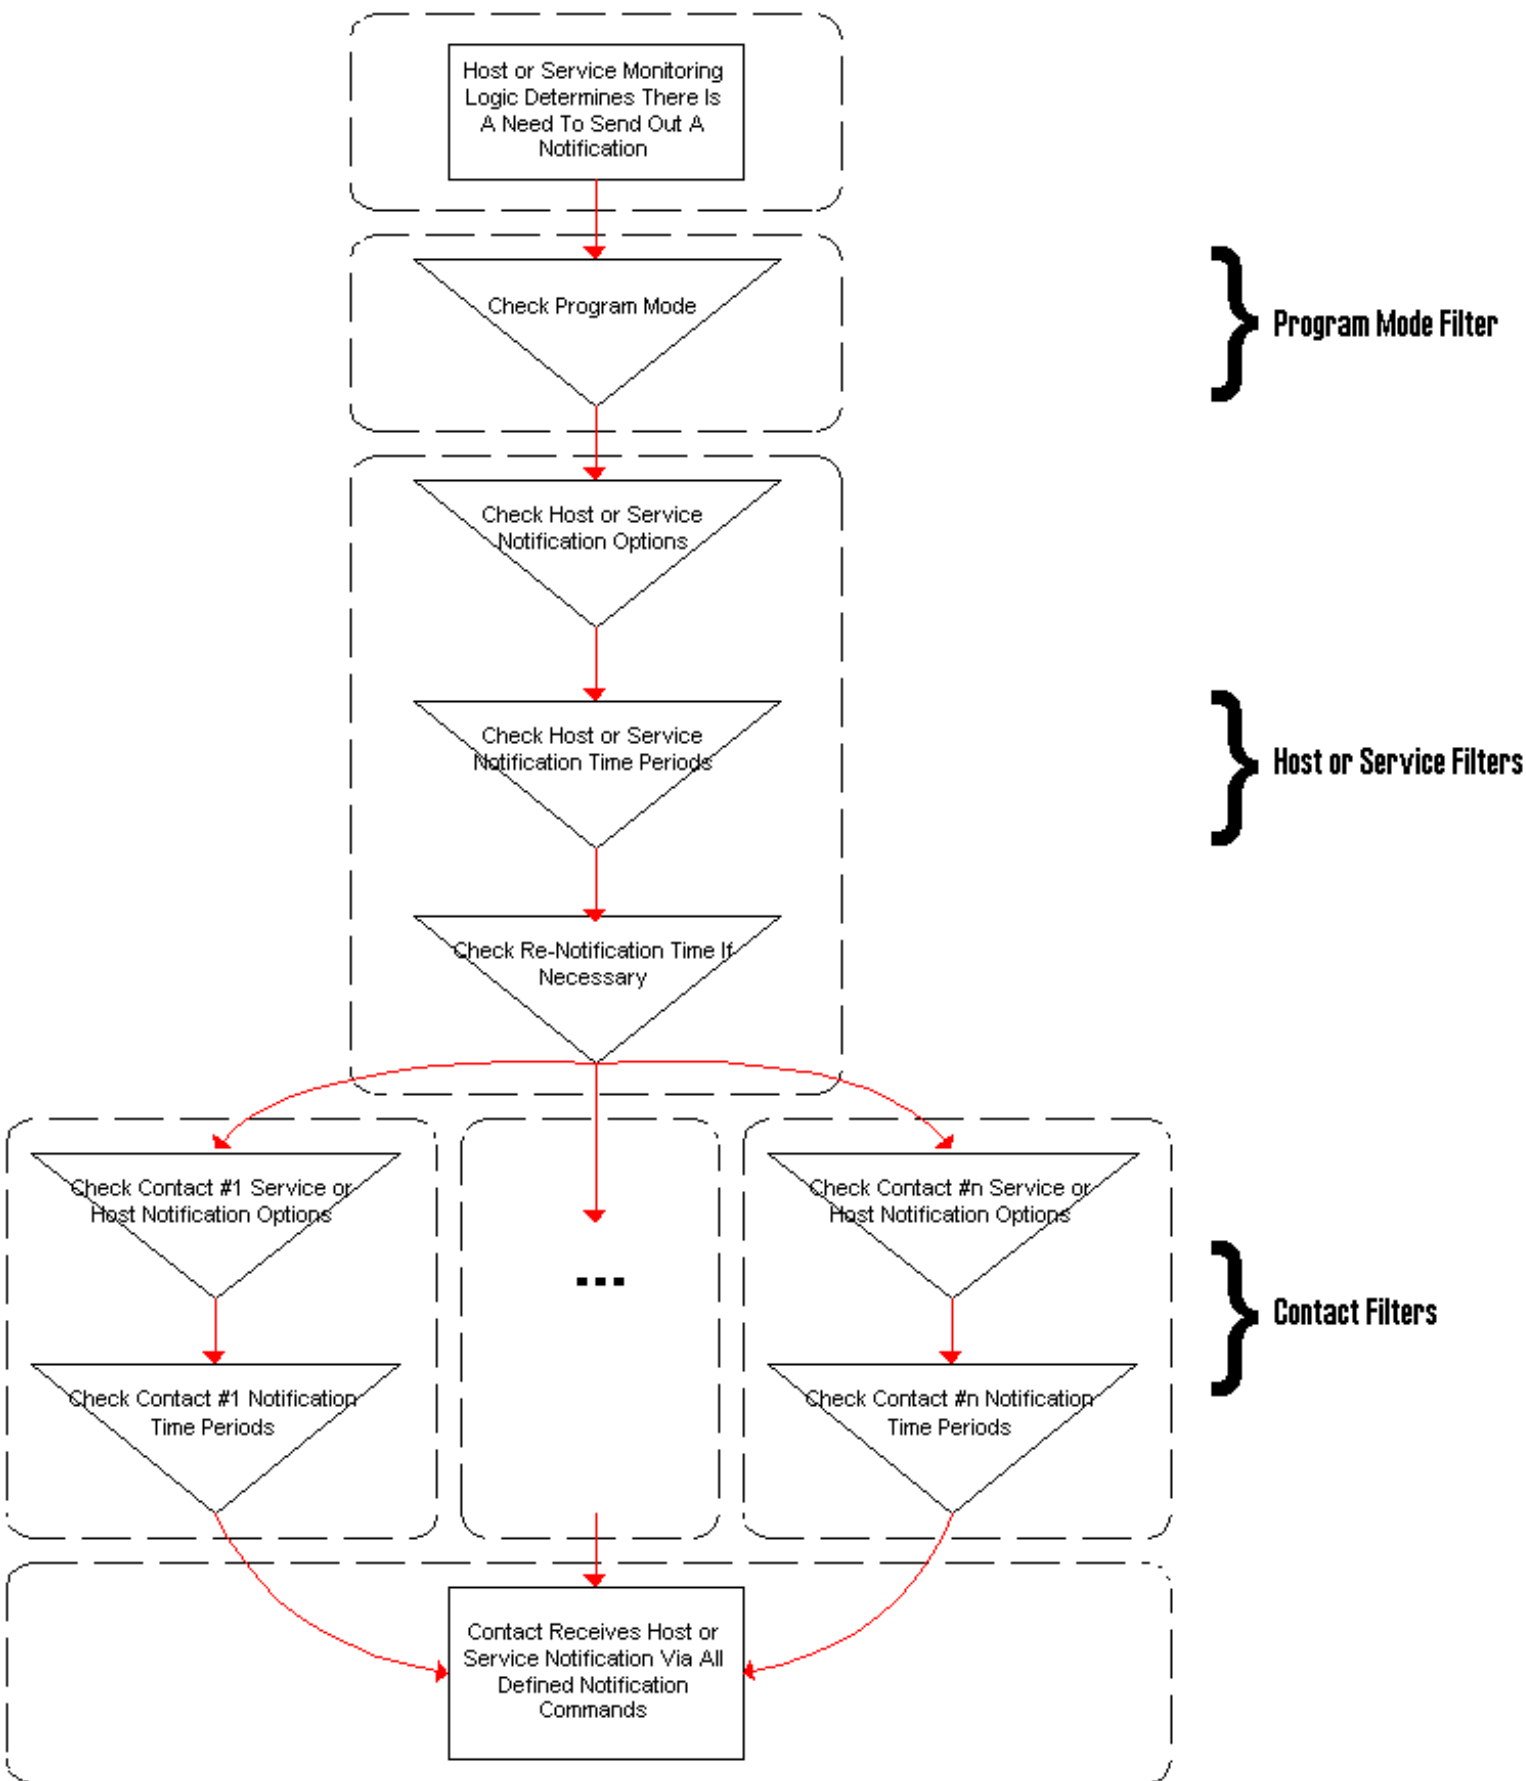 Host or Service Monitoring
Logic Determines There Is
A Need To Send Out A
Notification
Check Program Mode
Program Mode Filter
Check Host or Service
Notification Options
Check Host or Service
Notification Time Periods
Host or Service Filters
Check Re-Notification Time If
Necessary
Check Contact #1 Service or
Host Notification Options
...
Check Contact #n Service or
Host Notification Options
Contact Filters
Check Contact #1 Notification
Time Periods
Check Contact #n Notification
Time Periods
Contact Receives Host or
Service Notification Via All
Defined Notification
Commands